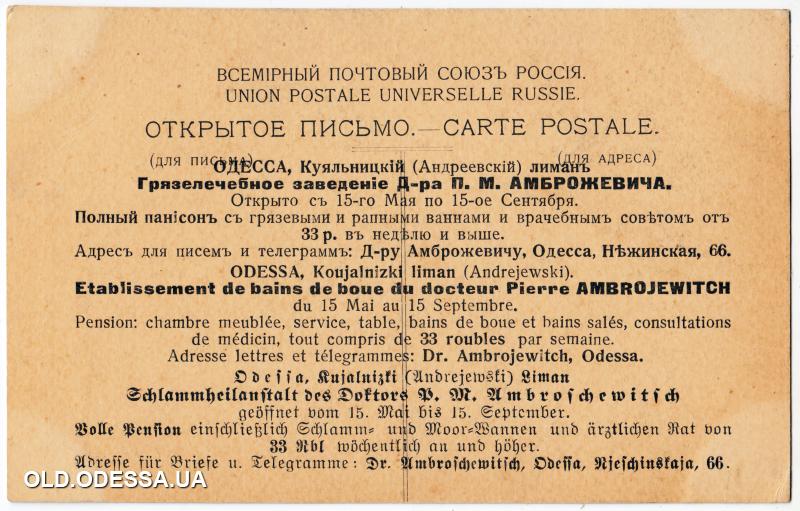 ВСЕМІРНЫЙ ПОЧТОВЫЙ СОЮЗЪ РОССІЯ.
UNION POSTALE UNIVERSELLE RUSSIE.
ОТКРЫТОЕ ПИСЬМО.—CARTE POSTALE.
(ДЛЯ ПИСЬМА) (ДЛЯ АДРЕСА)
ОДЕССА, Куяльницкій (Андреевскій) лиманъ
Грязелечебное заведеніе Д-ра П. М. АМБРОЖЕВИЧА.
Открыто съ 15-го Мая по 15-ое Сентября.
Полный панісонъ съ грязевыми и рапными ваннами и врачебнымъ совѣтомъ отъ
33 р. въ недѣлю и выше.
Адресъ для писемъ и телеграммъ: Д-ру Амброжевичу, Одесса, Нѣжинская, 66.
ODESSA, Koujalnizki liman (Andrejewski).
Etablissement de bains de boue du docteur Pierre AMBROJEWITCH
du 15 Mai au 15 Septembre.
Pension: chambre meublée, service, table, bains de boue et bains salés, consultations
de médicin, tout compris de 33 roubles par semaine.
Adresse lettres et télegrammes: Dr. Ambrojewitch, Odessa.
Odessa, Kujalnizki (Andrejewski) Liman
Schlammheilanstalt des Doktors P. M. Ambroschewitsch
geöffnet vom 15. Mai bis 15. September.
Volle Pension einschließlich Schlamm- und Moor-Wannen und ärztlichen Rat von
33 Rbl wöchentlich an und höher.
Adresse für Briefe u. Telegramme: Dr. Ambroschewitsch, Odessa, Njeschinskaja, 66.
OLD.ODESSA.UA